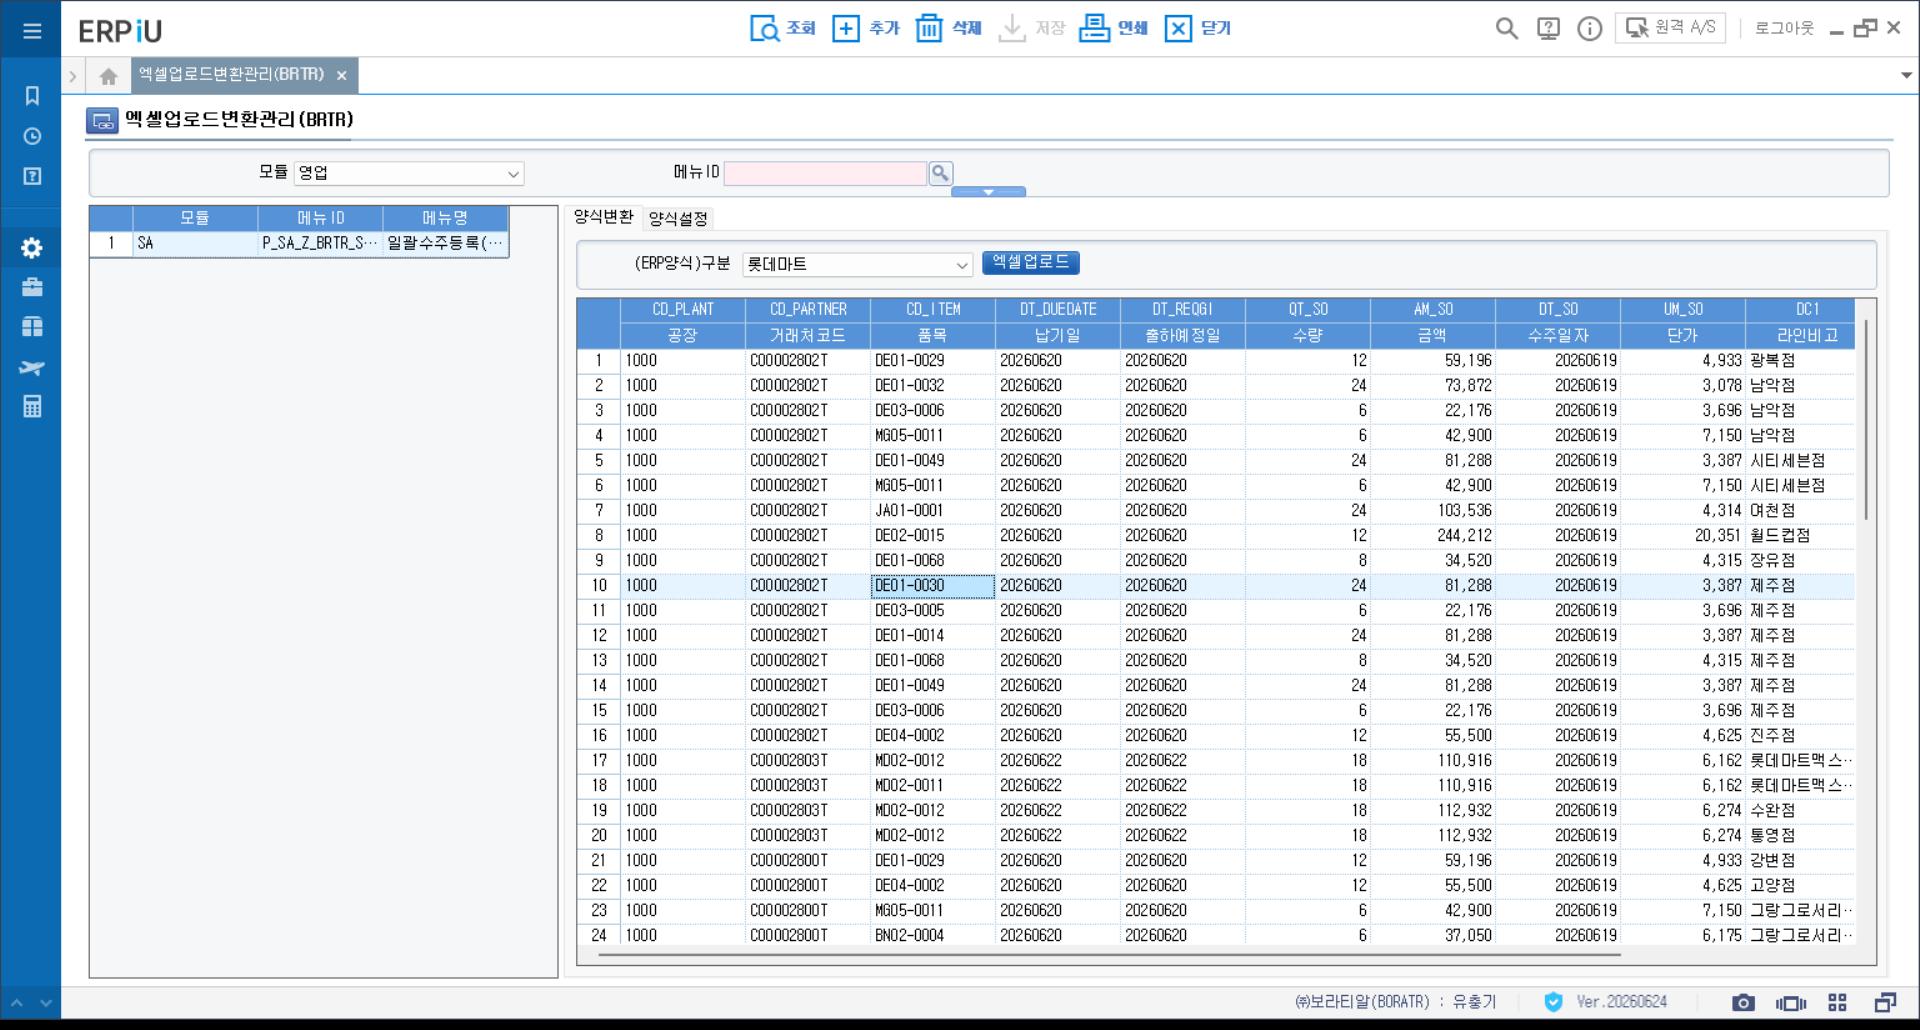 ERP iU
조회 추가 삭제 저장 인쇄 닫기
원격 A/S 로그아웃
엑셀업로드변환관리(BRTR)
엑셀업로드변환관리(BRTR)
모듈 영업 메뉴ID
모듈 메뉴ID 메뉴명
1 SA P_SA_Z_BRTR_S… 일괄수주등록(…
양식변환 양식설정
(ERP양식)구분 롯데마트 엑셀업로드
CD_PLANT CD_PARTNER CD_ITEM DT_DUEDATE DT_REQGI QT_SO AM_SO DT_SO UM_SO DC1
공장 거래처코드 품목 납기일 출하예정일 수량 금액 수주일자 단가 라인비고
1 1000 C00002802T DE01-0029 20260620 20260620 12 59,196 20260619 4,933 광복점
2 1000 C00002802T DE01-0032 20260620 20260620 24 73,872 20260619 3,078 남악점
3 1000 C00002802T DE03-0006 20260620 20260620 6 22,176 20260619 3,696 남악점
4 1000 C00002802T MG05-0011 20260620 20260620 6 42,900 20260619 7,150 남악점
5 1000 C00002802T DE01-0049 20260620 20260620 24 81,288 20260619 3,387 시티세븐점
6 1000 C00002802T MG05-0011 20260620 20260620 6 42,900 20260619 7,150 시티세븐점
7 1000 C00002802T JA01-0001 20260620 20260620 24 103,536 20260619 4,314 여천점
8 1000 C00002802T DE02-0015 20260620 20260620 12 244,212 20260619 20,351 월드컵점
9 1000 C00002802T DE01-0068 20260620 20260620 8 34,520 20260619 4,315 장유점
10 1000 C00002802T DE01-0030 20260620 20260620 24 81,288 20260619 3,387 제주점
11 1000 C00002802T DE03-0005 20260620 20260620 6 22,176 20260619 3,696 제주점
12 1000 C00002802T DE01-0014 20260620 20260620 24 81,288 20260619 3,387 제주점
13 1000 C00002802T DE01-0068 20260620 20260620 8 34,520 20260619 4,315 제주점
14 1000 C00002802T DE01-0049 20260620 20260620 24 81,288 20260619 3,387 제주점
15 1000 C00002802T DE03-0006 20260620 20260620 6 22,176 20260619 3,696 제주점
16 1000 C00002802T DE04-0002 20260620 20260620 12 55,500 20260619 4,625 진주점
17 1000 C00002803T MD02-0012 20260622 20260622 18 110,916 20260619 6,162 롯데마트맥스…
18 1000 C00002803T MD02-0011 20260622 20260622 18 110,916 20260619 6,162 롯데마트맥스…
19 1000 C00002803T MD02-0012 20260622 20260622 18 112,932 20260619 6,274 수완점
20 1000 C00002803T MD02-0012 20260622 20260622 18 112,932 20260619 6,274 통영점
21 1000 C00002800T DE01-0029 20260620 20260620 12 59,196 20260619 4,933 강변점
22 1000 C00002800T DE04-0002 20260620 20260620 12 55,500 20260619 4,625 고양점
23 1000 C00002800T MG05-0011 20260620 20260620 6 42,900 20260619 7,150 그랑그로서리…
24 1000 C00002800T BN02-0004 20260620 20260620 6 37,050 20260619 6,175 그랑그로서리…
㈜보라티알(BORATR) : 유충기 Ver.20260624